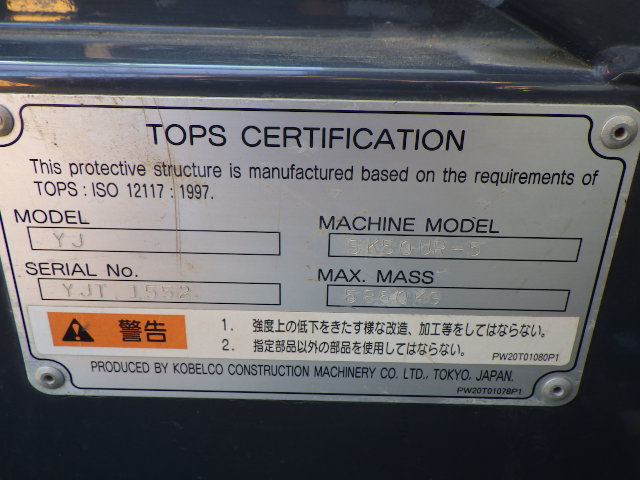 TOPS CERTIFICATION
This protective structure is manufactured based on the requirements of
TOPS : ISO 12117 : 1997.
MODEL
YJ
MACHINE MODEL
SERIAL No.
YJT 1552
MAX. MASS
警告
1. 強度上の低下をきたす様な改造、加工等をしてはならない。
2. 指定部品以外の部品を使用してはならない。
PW20T01080P1
PRODUCED BY KOBELCO CONSTRUCTION MACHINERY CO. LTD., TOKYO, JAPAN.
PW20T01078P1